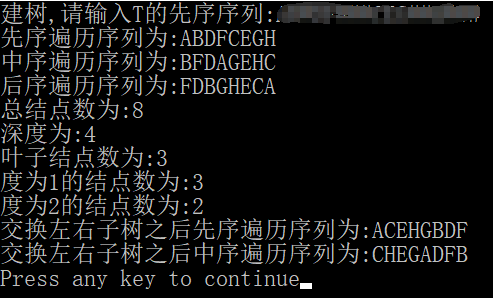 建树,请输入T的先序序列:
先序遍历序列为:ABDFCEGH
中序遍历序列为:BFDAGEHC
后序遍历序列为:FDBGHECA
总结点数为:8
深度为:4
叶子结点数为:3
度为1的结点数为:3
度为2的结点数为:2
交换左右子树之后先序遍历序列为:ACEHGBDF
交换左右子树之后中序遍历序列为:CHEGADFB
Press any key to continue